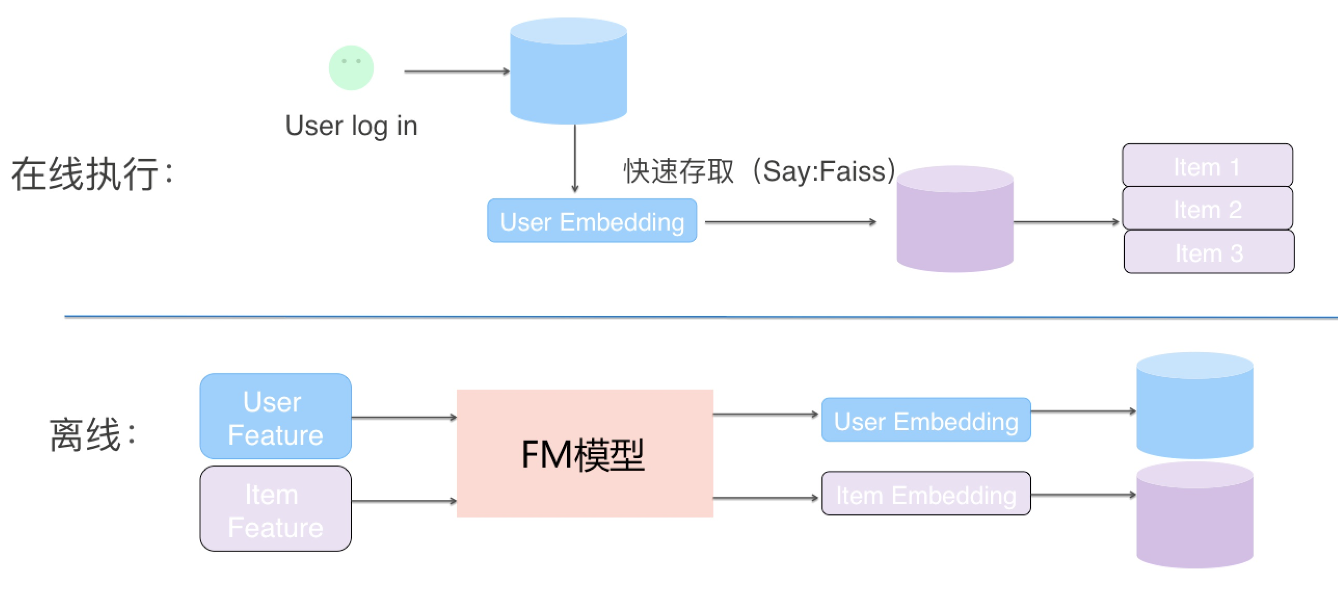 User log in
在线执行:
快速存取（Say:Faiss）
User Embedding
Item 1
Item 2
Item 3
离线:
User
Feature
Item
Feature
FM模型
User Embedding
Item Embedding